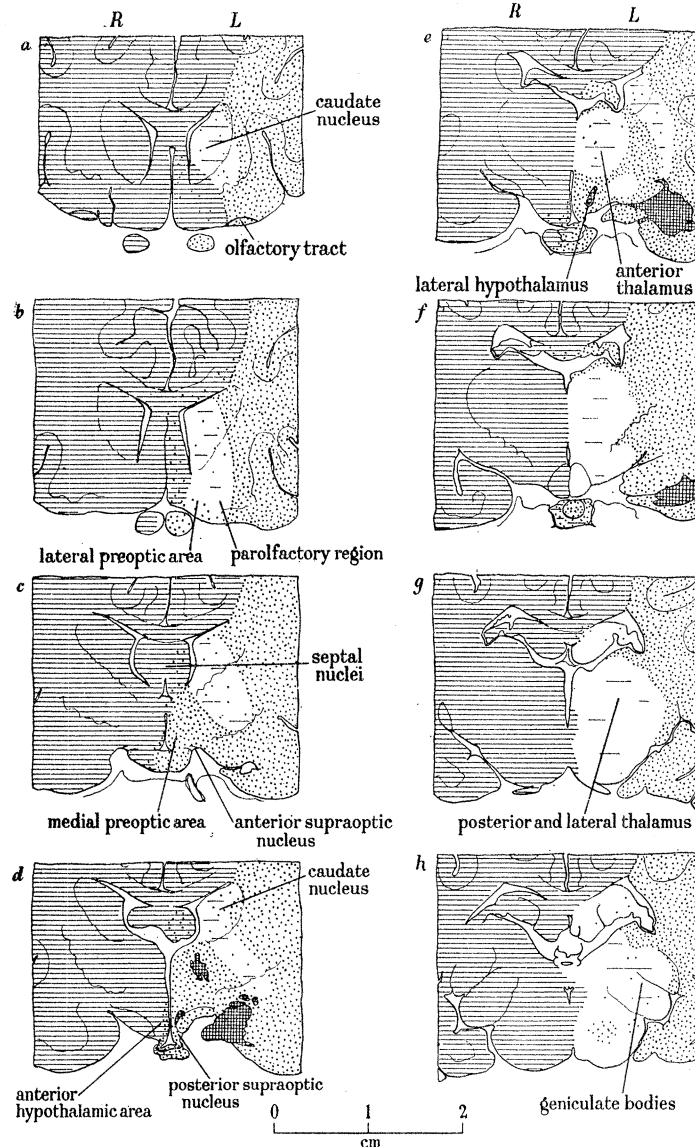 R L
a
caudate
nucleus
olfactory tract
b
lateral preoptic area parolfactory region
c
septal
nuclei
medial preoptic area anterior supraoptic
nucleus
d
caudate
nucleus
anterior
hypothalamic area
posterior supraoptic
nucleus
R L
e
lateral hypothalamus
anterior
thalamus
f
g
posterior and lateral thalamus
h
geniculate bodies
0 1 2
cm